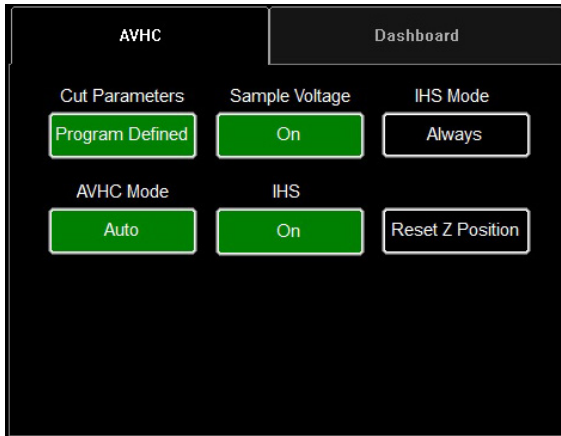 AVHC Dashboard
Cut Parameters Sample Voltage IHS Mode
Program Defined On Always
AVHC Mode IHS
Auto On Reset Z Position